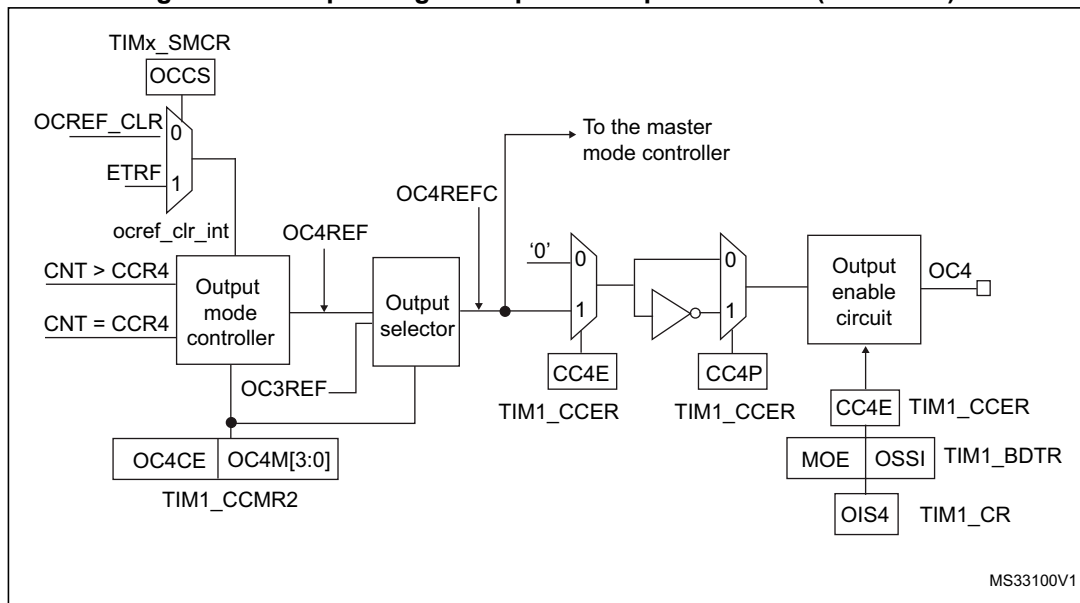 TIMx_SMCR
OCCS
OCREF_CLR
0
ETRF
1
ocref_clr_int
To the master
mode controller
OC4REFC
OC4REF
CNT > CCR4
CNT = CCR4
Output
mode
controller
Output
selector
OC3REF
'0'
0
1
0
1
Output
enable
circuit
OC4
CC4E
TIM1_CCER
CC4P
TIM1_CCER
CC4E
TIM1_CCER
MOE
OSSI
TIM1_BDTR
OIS4
TIM1_CR
OC4CE
OC4M[3:0]
TIM1_CCMR2
MS33100V1